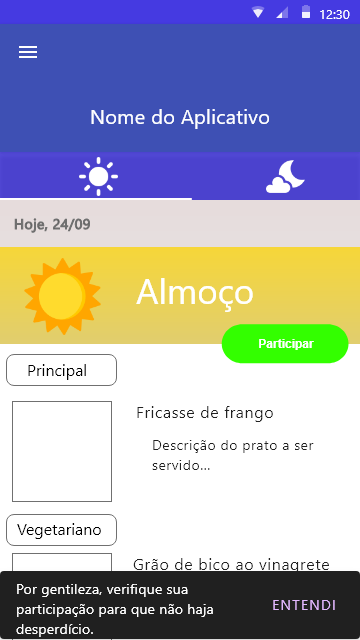 12:30
Nome do Aplicativo
Hoje, 24/09
Almoço
Participar
Principal
Fricasse de frango
Descrição do prato a ser
servido...
Vegetariano
Grão de bico ao vinagrete
Por gentileza, verifique sua
participação para que não haja
desperdício.
ENTENDI